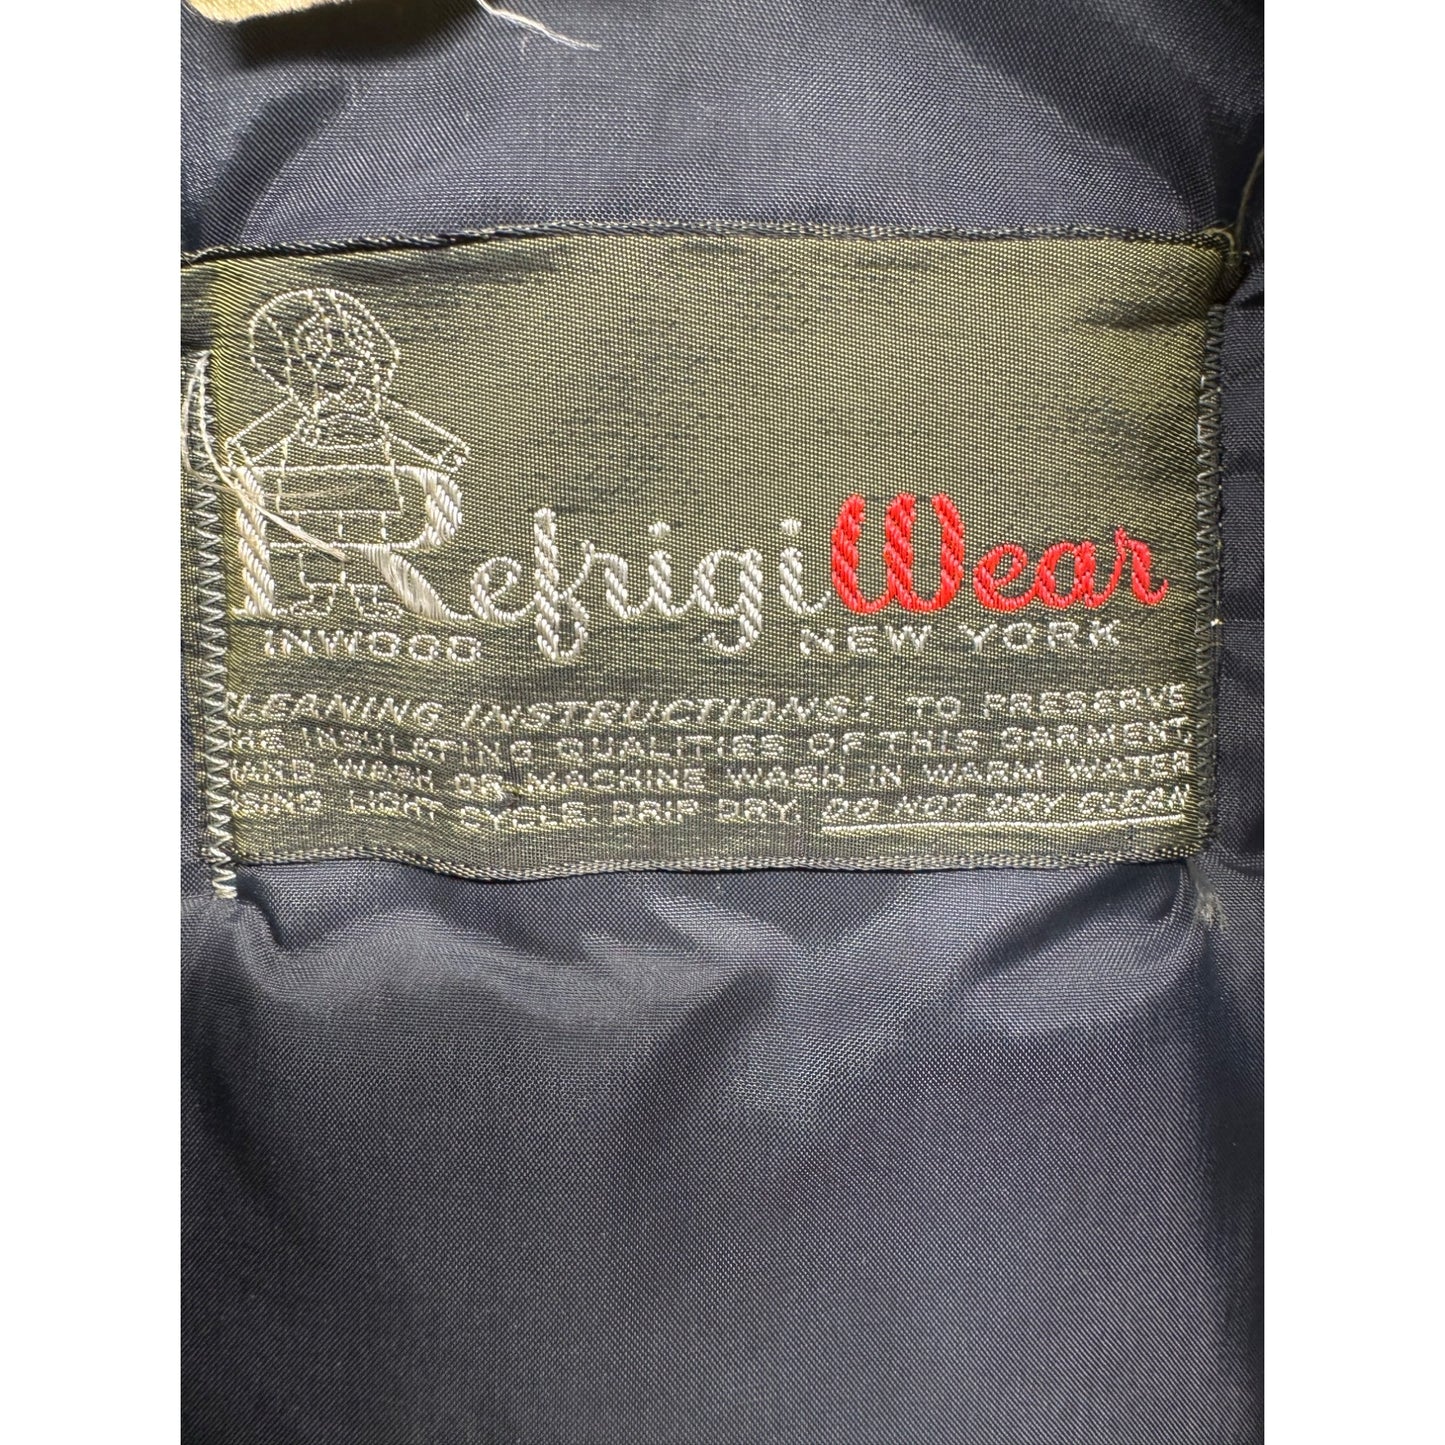 RefrigiWear
INWOOD NEW YORK
CLEANING INSTRUCTIONS: TO PRESERVE
THE INSULATING QUALITIES OF THIS GARMENT
HAND WASH OR MACHINE WASH IN WARM WATER
USING LIGHT CYCLE. DRIP DRY. DO NOT DRY CLEAN